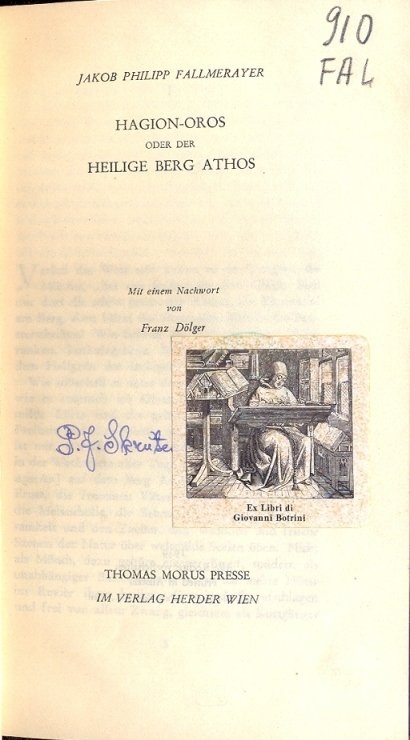 910
FAL
JAKOB PHILIPP FALLMERAYER
HAGION-OROS
ODER DER
HEILIGE BERG ATHOS
Mit einem Nachwort
von
Franz Dölger
P. J.
Ex Libri di
Giovanni Botrini
THOMAS MORUS PRESSE
IM VERLAG HERDER WIEN